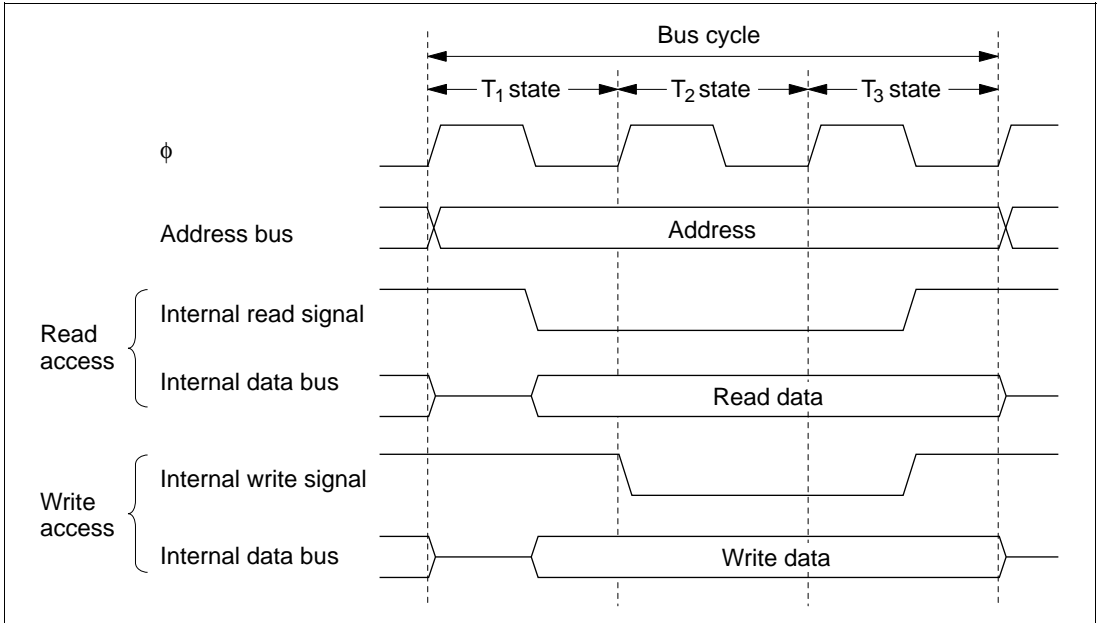 Bus cycle
T1 state T2 state T3 state
ϕ
Address bus Address
Internal read signal
Read
access
Internal data bus Read data
Internal write signal
Write
access
Internal data bus Write data